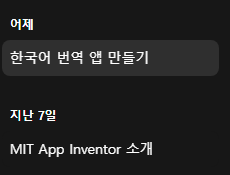 어제
한국어 번역 앱 만들기
지난 7일
MIT App Inventor 소개